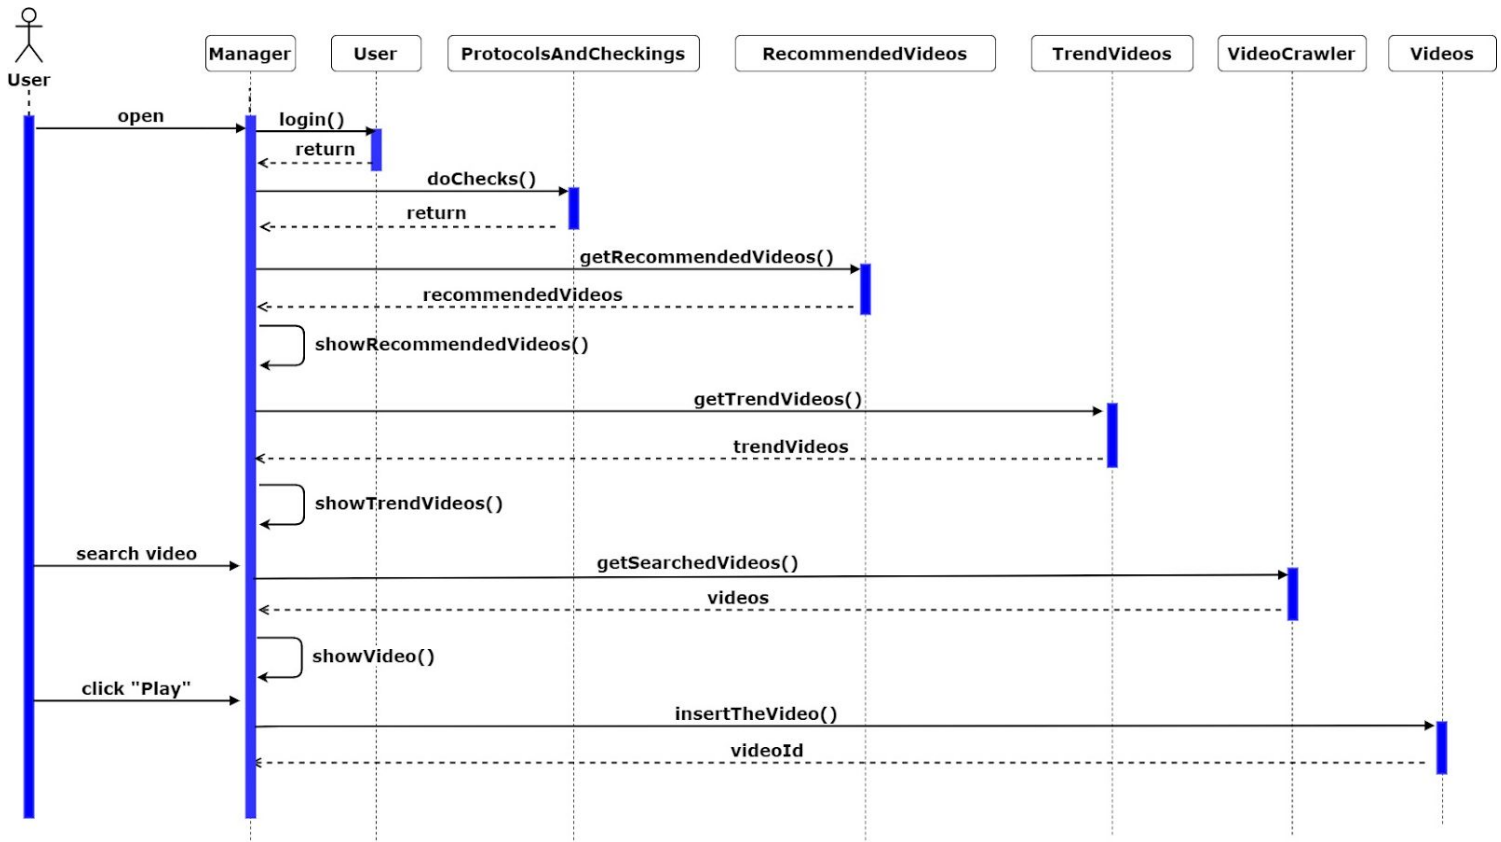 User
Manager
User
ProtocolsAndCheckings
RecommendedVideos
TrendVideos
VideoCrawler
Videos
open
login()
return
doChecks()
return
getRecommendedVideos()
recommendedVideos
showRecommendedVideos()
getTrendVideos()
trendVideos
showTrendVideos()
search video
getSearchedVideos()
videos
showVideo()
click "Play"
insertTheVideo()
videoId